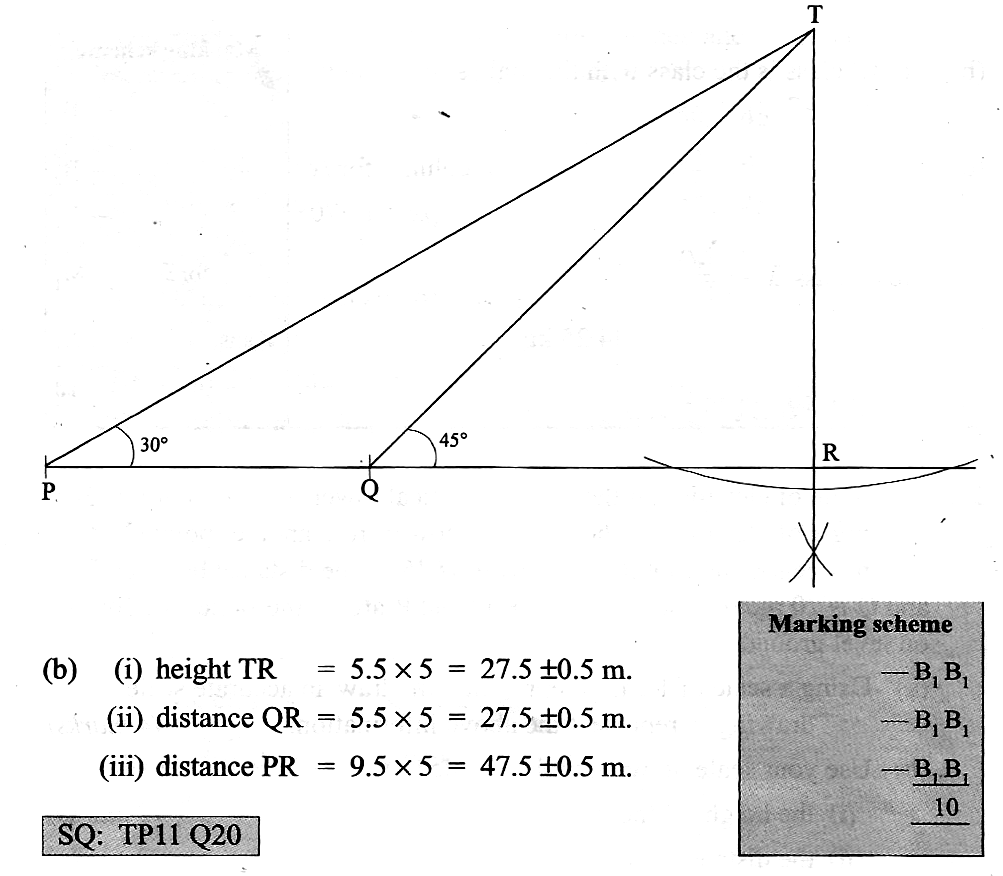 T
30°
45°
R
P
Q
Marking scheme
(b) (i) height TR = 5.5 × 5 = 27.5 ±0.5 m. — B₁ B₁
(ii) distance QR = 5.5 × 5 = 27.5 ±0.5 m. — B₁ B₁
(iii) distance PR = 9.5 × 5 = 47.5 ±0.5 m. — B₁ B₁
10
SQ: TP11 Q20